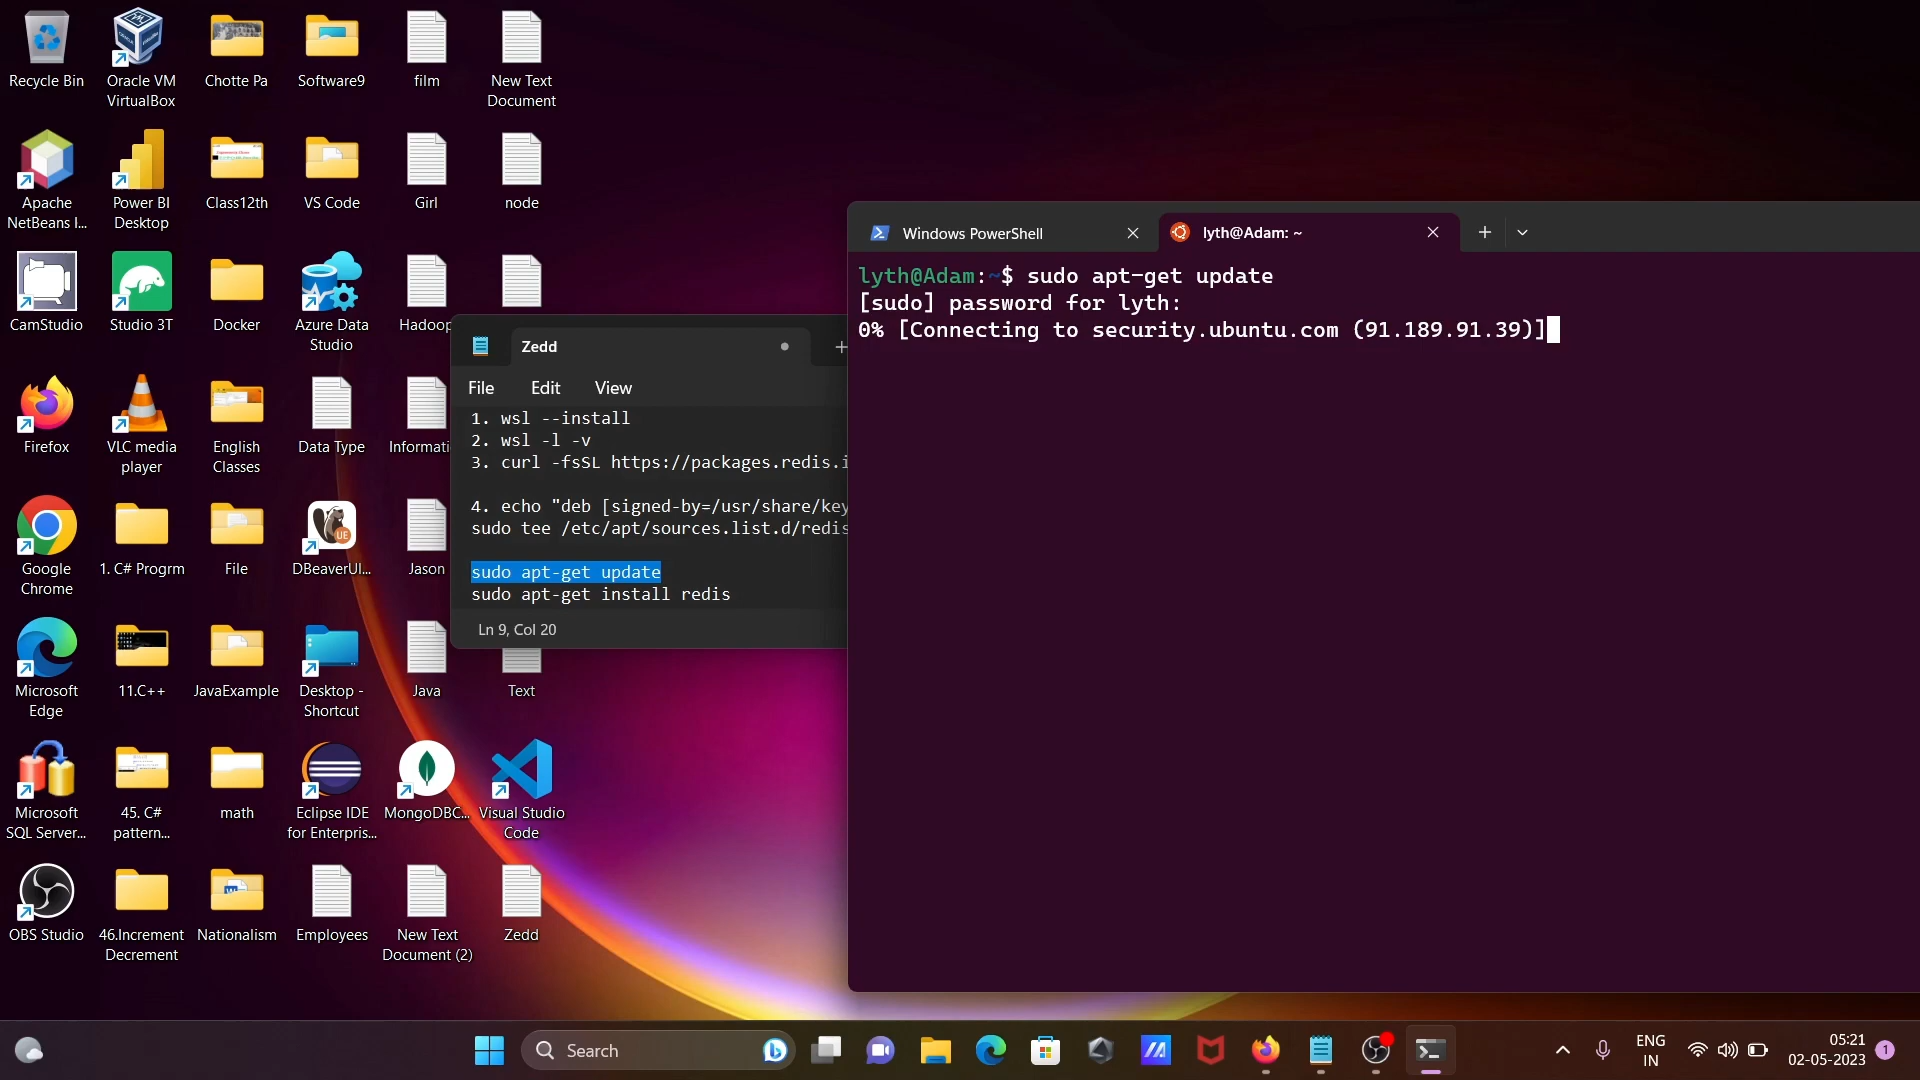 Recycle Bin
Oracle VM
VirtualBox
Chotte Pa
Software9
film
New Text
Document
Apache
NetBeans I...
Power BI
Desktop
Class12th
VS Code
Girl
node
CamStudio
Studio 3T
Docker
Azure Data
Studio
Hadoop
Firefox
VLC media
player
English
Classes
Data Type
Informati
Google
Chrome
1. C# Progrm
File
DBeaverUl...
Jason
Microsoft
Edge
11.C++
JavaExample
Desktop -
Shortcut
Java
Text
Microsoft
SQL Server...
45. C#
pattern...
math
Eclipse IDE
for Enterpris...
MongoDBC...
Visual Studio
Code
OBS Studio
46.Increment
Decrement
Nationalism
Employees
New Text
Document (2)
Zedd
Zedd
File Edit View
1. wsl --install
2. wsl -l -v
3. curl -fsSL https://packages.redis.i
4. echo "deb [signed-by=/usr/share/key
sudo tee /etc/apt/sources.list.d/redis
sudo apt-get update
sudo apt-get install redis
Ln 9, Col 20
Windows PowerShell
lyth@Adam: ~
lyth@Adam:~$ sudo apt-get update
[sudo] password for lyth:
0% [Connecting to security.ubuntu.com (91.189.91.39)]
Search
ENG
IN
05:21
02-05-2023
1